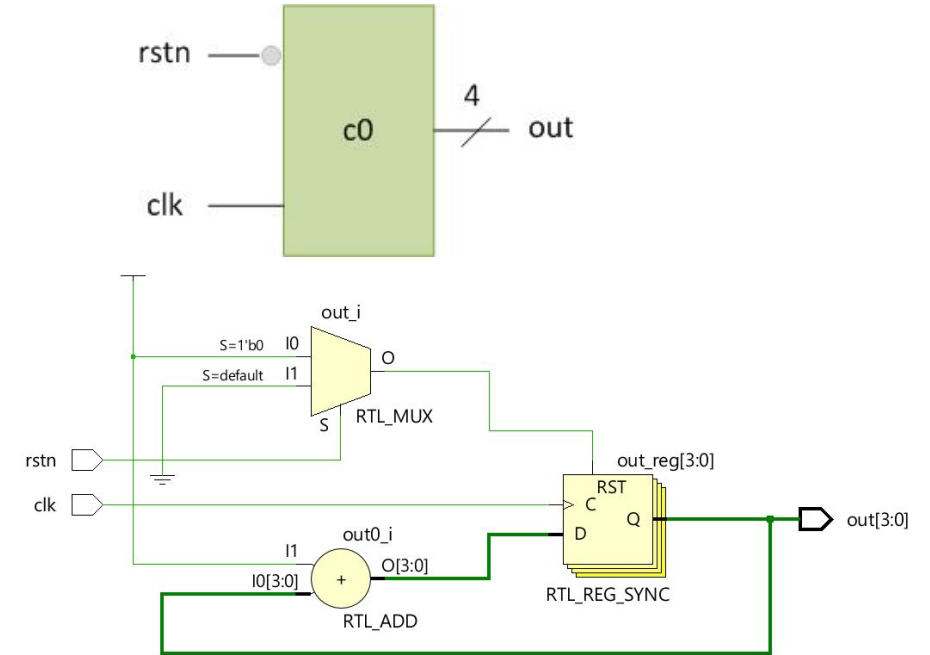 rstn
4
c0
out
clk
out_i
S=1'b0 I0
O
S=default I1
S
RTL_MUX
rstn
out_reg[3:0]
RST
clk
C
Q
out[3:0]
D
out0_i
I1
O[3:0]
I0[3:0]
+
RTL_REG_SYNC
RTL_ADD